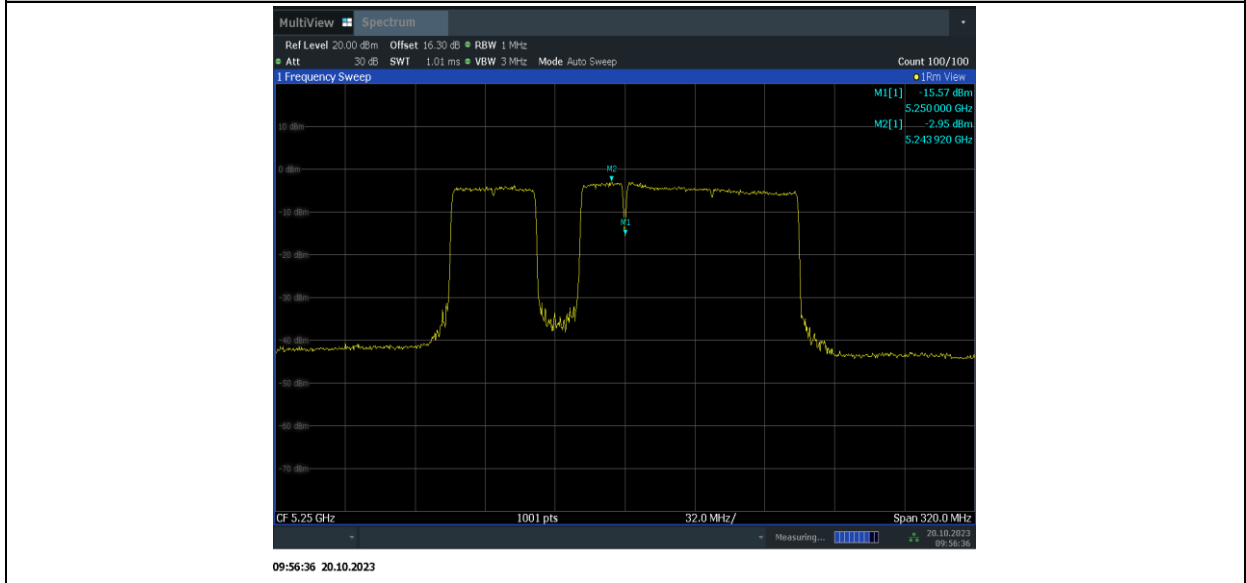 MultiView Spectrum
Ref Level 20.00 dBm Offset 16.30 dB RBW 1 MHz
Att 30 dB SWT 1.01 ms VBW 3 MHz Mode Auto Sweep Count 100/100
1 Frequency Sweep 1Rm View
M1[1] -15.57 dBm
5.250 000 GHz
M2[1] -2.95 dBm
5.243 920 GHz
10 dBm
0 dBm
M2
-10 dBm
M1
-20 dBm
-30 dBm
-40 dBm
-50 dBm
-60 dBm
-70 dBm
CF 5.25 GHz 1001 pts 32.0 MHz/ Span 320.0 MHz
Measuring... 20.10.2023
09:56:36
09:56:36 20.10.2023